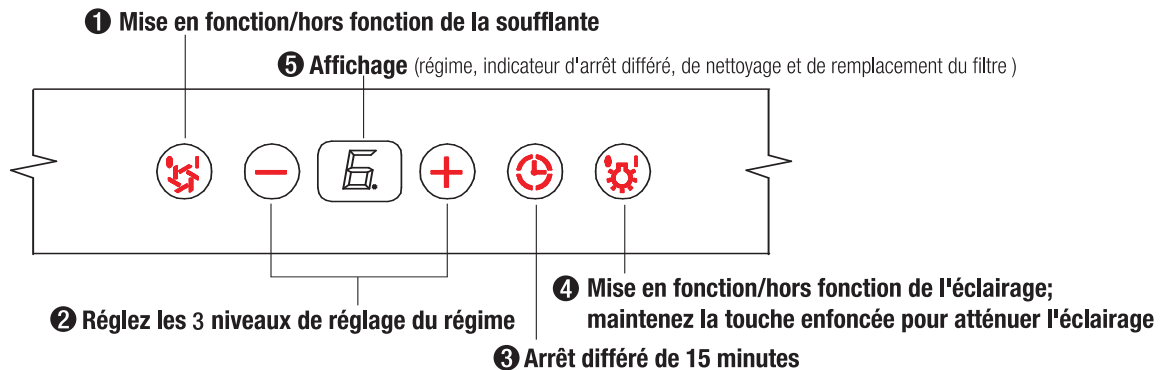 ❶ Mise en fonction/hors fonction de la soufflante
❺ Affichage (régime, indicateur d'arrêt différé, de nettoyage et de remplacement du filtre )
6.
❹ Mise en fonction/hors fonction de l'éclairage;
maintenez la touche enfoncée pour atténuer l'éclairage
❷ Réglez les 3 niveaux de réglage du régime
❸ Arrêt différé de 15 minutes